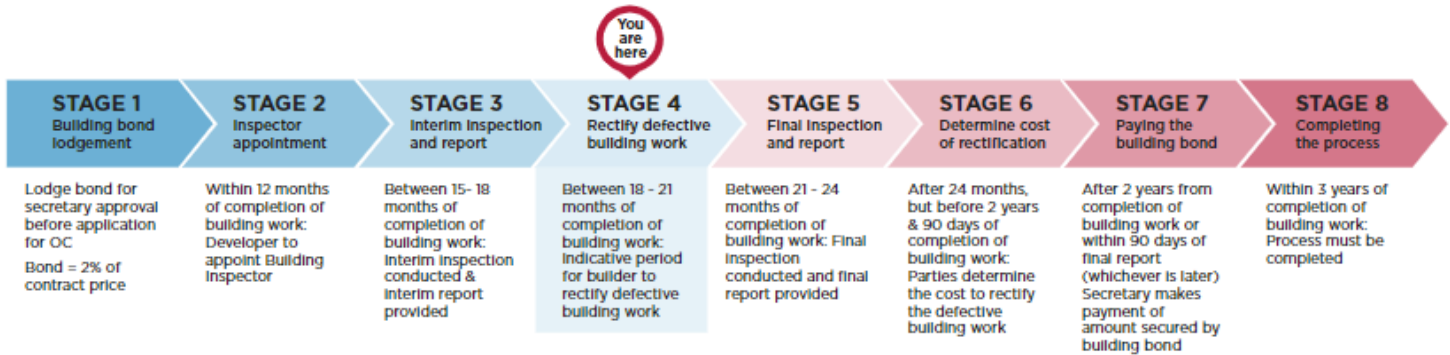 You
are
here
STAGE 1
Building bond
lodgement
Lodge bond for
secretary approval
before application
for OC
Bond = 2% of
contract price
STAGE 2
Inspector
appointment
Within 12 months
of completion of
building work:
Developer to
appoint Building
Inspector
STAGE 3
Interim inspection
and report
Between 15- 18
months of
completion of
building work:
Interim inspection
conducted &
interim report
provided
STAGE 4
Rectify defective
building work
Between 18 - 21
months of
completion of
building work:
Indicative period
for builder to
rectify defective
building work
STAGE 5
Final inspection
and report
Between 21 - 24
months of
completion of
building work: Final
inspection
conducted and final
report provided
STAGE 6
Determine cost
of rectification
After 24 months,
but before 2 years
& 90 days of
completion of
building work:
Parties determine
the cost to rectify
the defective
building work
STAGE 7
Paying the
building bond
After 2 years from
completion of
building work or
within 90 days of
final report
(whichever is later)
Secretary makes
payment of
amount secured by
building bond
STAGE 8
Completing
the process
Within 3 years of
completion of
building work:
Process must be
completed